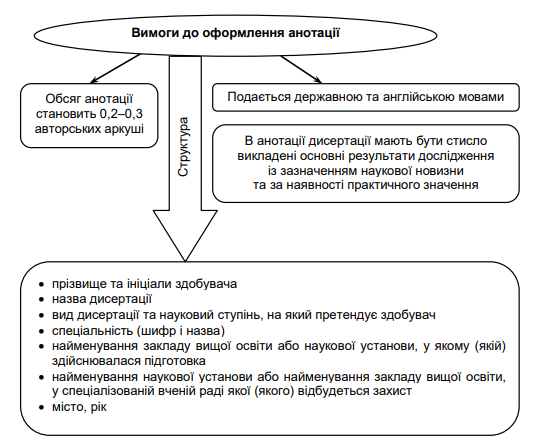 Вимоги до оформлення анотації
Обсяг анотації
становить 0,2–0,3
авторських аркуші
Подається державною та англійською мовами
В анотації дисертації мають бути стисло
викладені основні результати дослідження
із зазначенням наукової новизни
та за наявності практичного значення
Структура
• прізвище та ініціали здобувача
• назва дисертації
• вид дисертації та науковий ступінь, на який претендує здобувач
• спеціальність (шифр і назва)
• найменування закладу вищої освіти або наукової установи, у якому (якій)
здійснювалася підготовка
• найменування наукової установи або найменування закладу вищої освіти,
у спеціалізованій вченій раді якої (якого) відбудеться захист
• місто, рік